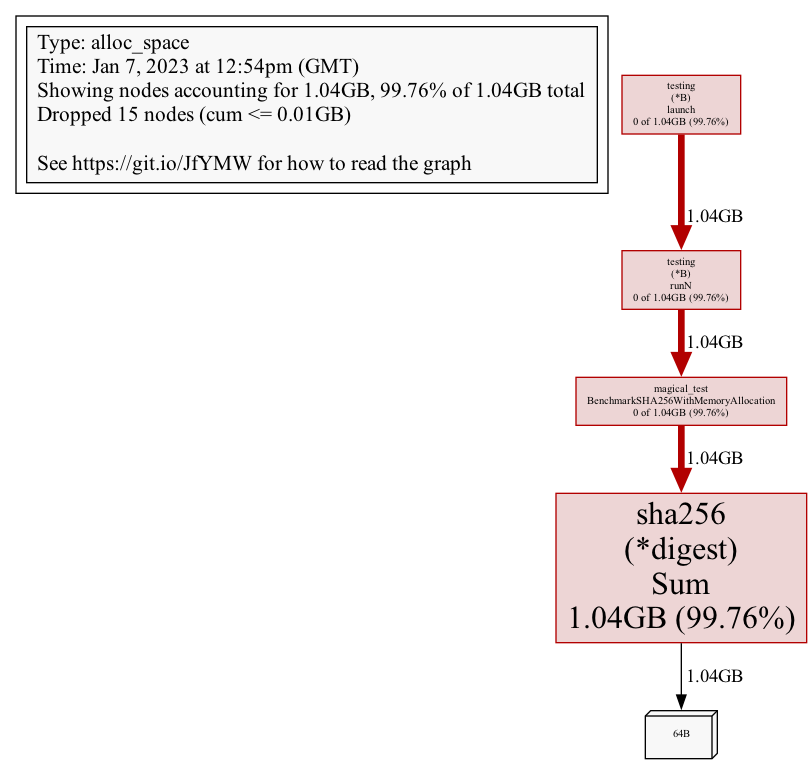 Type: alloc_space
Time: Jan 7, 2023 at 12:54pm (GMT)
Showing nodes accounting for 1.04GB, 99.76% of 1.04GB total
Dropped 15 nodes (cum <= 0.01GB)
See https://git.io/JfYMW for how to read the graph
testing
(*B)
launch
0 of 1.04GB (99.76%)
1.04GB
testing
(*B)
runN
0 of 1.04GB (99.76%)
1.04GB
magical_test
BenchmarkSHA256WithMemoryAllocation
0 of 1.04GB (99.76%)
1.04GB
sha256
(*digest)
Sum
1.04GB (99.76%)
1.04GB
64B